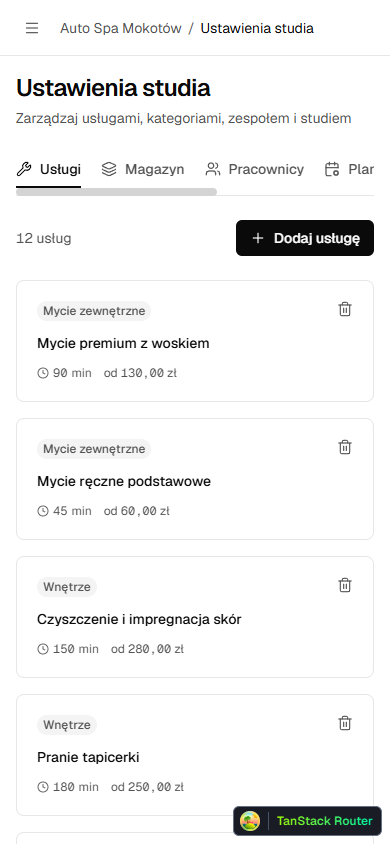 Auto Spa Mokotów / Ustawienia studia
Ustawienia studia
Zarządzaj usługami, kategoriami, zespołem i studiem
Usługi Magazyn Pracownicy Plar
12 usług
Dodaj usługę
Mycie zewnętrzne
Mycie premium z woskiem
90 min od 130,00 zł
Mycie zewnętrzne
Mycie ręczne podstawowe
45 min od 60,00 zł
Wnętrze
Czyszczenie i impregnacja skór
150 min od 280,00 zł
Wnętrze
Pranie tapicerki
180 min od 250,00 zł
TanStack Router